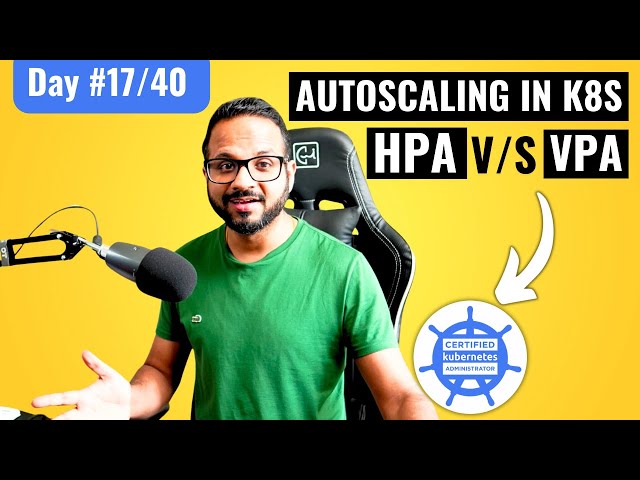 Day #17/40
AUTOSCALING IN K8S
HPA V/S VPA
CERTIFIED
kubernetes
ADMINISTRATOR